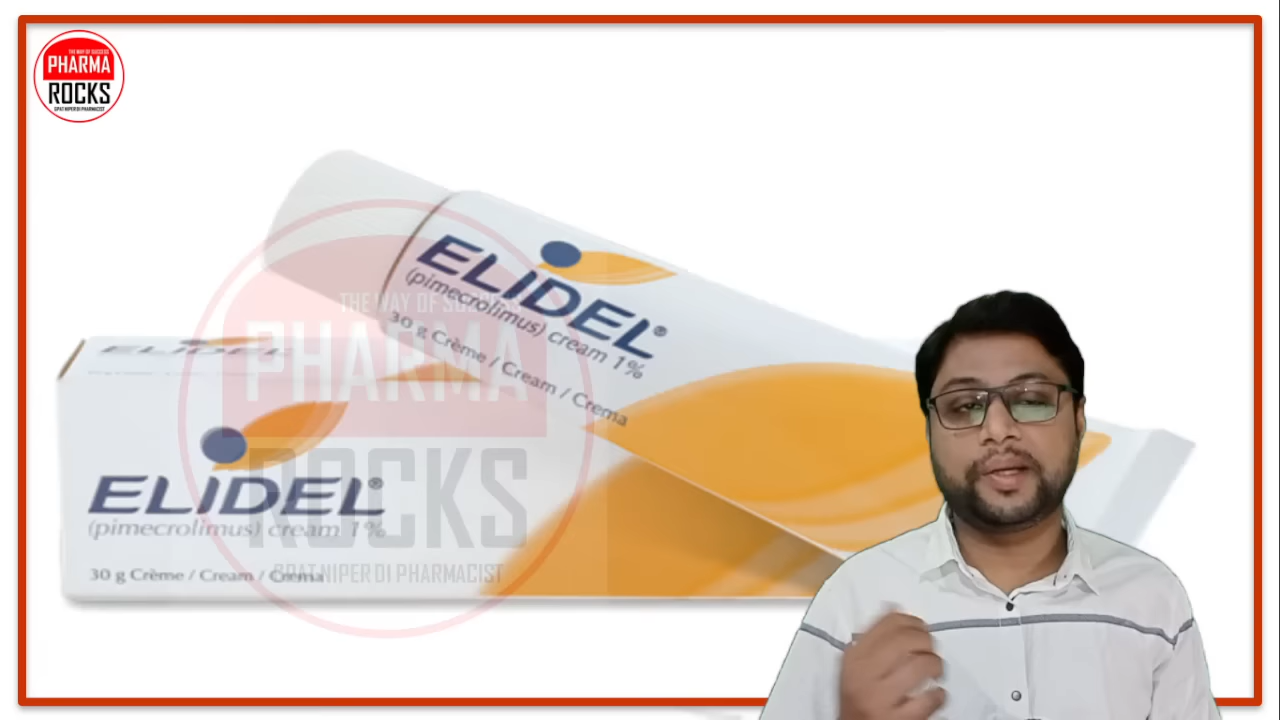 THE WAY OF SUCCESS
PHARMA
ROCKS
GPAT NIPER DI PHARMACIST
ELIDEL®
(pimecrolimus) cream 1%
30 g Crème / Cream / Crema
ELIDEL
THE WAY OF SUCCESS
PHARMA
ROCKS
GPAT NIPER DI PHARMACIST
ELIDEL®
(pimecrolimus) cream 1%
30 g Crème / Cream / Crema